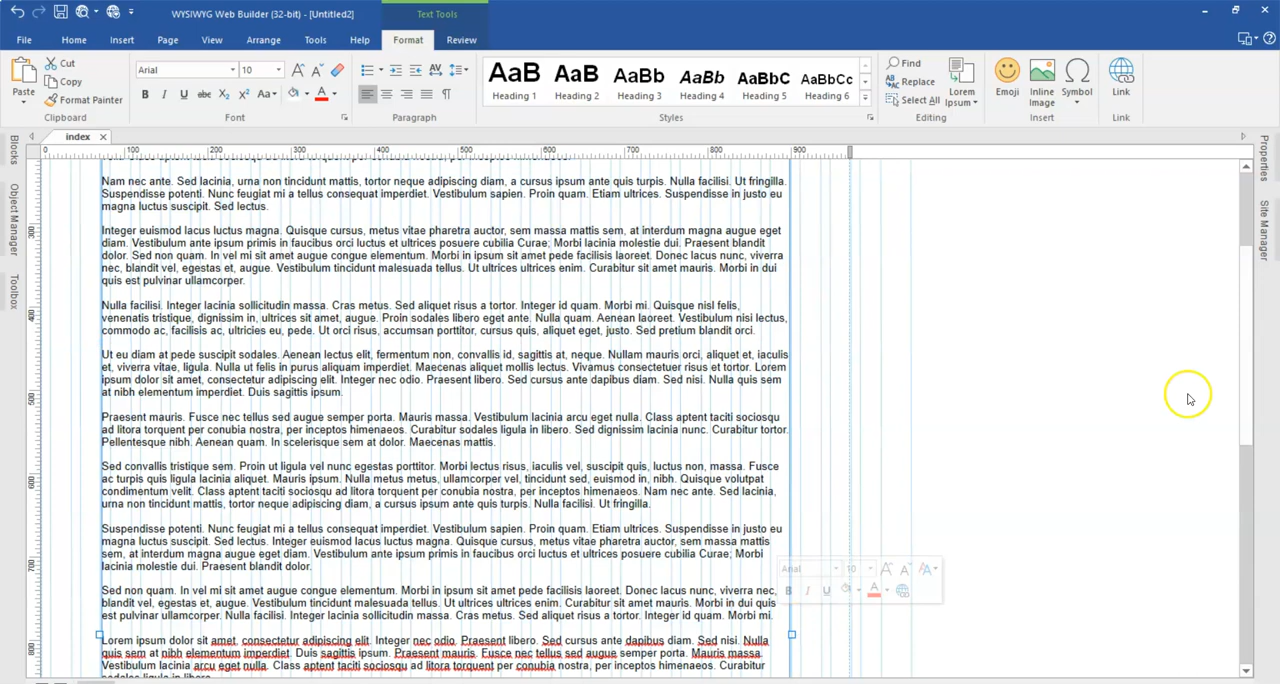 WYSIWYG Web Builder (32-bit) - [Untitled2]
Text Tools
File Home Insert Page View Arrange Tools Help Format Review
Paste
Cut
Copy
Format Painter
Clipboard
Arial 10
B I U abc X2 X2 Aa
Font
Paragraph
AaB AaB AaBb AaBb AaBbC AaBbCc
Heading 1 Heading 2 Heading 3 Heading 4 Heading 5 Heading 6
Styles
Find
Replace
Select All
Lorem Ipsum
Editing
Emoji
Inline Image
Symbol
Insert
Link
Link
index
Blocks
Object Manager
Toolbox
Properties
Site Manager
0 100 200 300 400 500 600 700 800 900
300
400
500
600
700
800
Nam nec ante. Sed lacinia, urna non tincidunt mattis, tortor neque adipiscing diam, a cursus ipsum ante quis turpis. Nulla facilisi. Ut fringilla.
Suspendisse potenti. Nunc feugiat mi a tellus consequat imperdiet. Vestibulum sapien. Proin quam. Etiam ultrices. Suspendisse in justo eu
magna luctus suscipit. Sed lectus.
Integer euismod lacus luctus magna. Quisque cursus, metus vitae pharetra auctor, sem massa mattis sem, at interdum magna augue eget
diam. Vestibulum ante ipsum primis in faucibus orci luctus et ultrices posuere cubilia Curae; Morbi lacinia molestie dui. Praesent blandit
dolor. Sed non quam. In vel mi sit amet augue congue elementum. Morbi in ipsum sit amet pede facilisis laoreet. Donec lacus nunc, viverra
nec, blandit vel, egestas et, augue. Vestibulum tincidunt malesuada tellus. Ut ultrices ultrices enim. Curabitur sit amet mauris. Morbi in dui
quis est pulvinar ullamcorper.
Nulla facilisi. Integer lacinia sollicitudin massa. Cras metus. Sed aliquet risus a tortor. Integer id quam. Morbi mi. Quisque nisl felis,
venenatis tristique, dignissim in, ultrices sit amet, augue. Proin sodales libero eget ante. Nulla quam. Aenean laoreet. Vestibulum nisi lectus,
commodo ac, facilisis ac, ultricies eu, pede. Ut orci risus, accumsan porttitor, cursus quis, aliquet eget, justo. Sed pretium blandit orci.
Ut eu diam at pede suscipit sodales. Aenean lectus elit, fermentum non, convallis id, sagittis at, neque. Nullam mauris orci, aliquet et, iaculis
et, viverra vitae, ligula. Nulla ut felis in purus aliquam imperdiet. Maecenas aliquet mollis lectus. Vivamus consectetuer risus et tortor. Lorem
ipsum dolor sit amet, consectetur adipiscing elit. Integer nec odio. Praesent libero. Sed cursus ante dapibus diam. Sed nisi. Nulla quis sem
at nibh elementum imperdiet. Duis sagittis ipsum.
Praesent mauris. Fusce nec tellus sed augue semper porta. Mauris massa. Vestibulum lacinia arcu eget nulla. Class aptent taciti sociosqu
ad litora torquent per conubia nostra, per inceptos himenaeos. Curabitur sodales ligula in libero. Sed dignissim lacinia nunc. Curabitur tortor.
Pellentesque nibh. Aenean quam. In scelerisque sem at dolor. Maecenas mattis.
Sed convallis tristique sem. Proin ut ligula vel nunc egestas porttitor. Morbi lectus risus, iaculis vel, suscipit quis, luctus non, massa. Fusce
ac turpis quis ligula lacinia aliquet. Mauris ipsum. Nulla metus metus, ullamcorper vel, tincidunt sed, euismod in, nibh. Quisque volutpat
condimentum velit. Class aptent taciti sociosqu ad litora torquent per conubia nostra, per inceptos himenaeos. Nam nec ante. Sed lacinia,
urna non tincidunt mattis, tortor neque adipiscing diam, a cursus ipsum ante quis turpis. Nulla facilisi. Ut fringilla.
Suspendisse potenti. Nunc feugiat mi a tellus consequat imperdiet. Vestibulum sapien. Proin quam. Etiam ultrices. Suspendisse in justo eu
magna luctus suscipit. Sed lectus. Integer euismod lacus luctus magna. Quisque cursus, metus vitae pharetra auctor, sem massa mattis
sem, at interdum magna augue eget diam. Vestibulum ante ipsum primis in faucibus orci luctus et ultrices posuere cubilia Curae; Morbi
lacinia molestie dui. Praesent blandit dolor.
Sed non quam. In vel mi sit amet augue congue elementum. Morbi in ipsum sit amet pede facilisis laoreet. Donec lacus nunc, viverra nec,
blandit vel, egestas et, augue. Vestibulum tincidunt malesuada tellus. Ut ultrices ultrices enim. Curabitur sit amet mauris. Morbi in dui quis
est pulvinar ullamcorper. Nulla facilisi. Integer lacinia sollicitudin massa. Cras metus. Sed aliquet risus a tortor. Integer id quam. Morbi mi.
Lorem ipsum dolor sit amet, consectetur adipiscing elit. Integer nec odio. Praesent libero. Sed cursus ante dapibus diam. Sed nisi. Nulla
quis sem at nibh elementum imperdiet. Duis sagittis ipsum. Praesent mauris. Fusce nec tellus sed augue semper porta. Mauris massa.
Vestibulum lacinia arcu eget nulla. Class aptent taciti sociosqu ad litora torquent per conubia nostra, per inceptos himenaeos. Curabitur
sodales ligula in libero.
Arial 10
B I U A